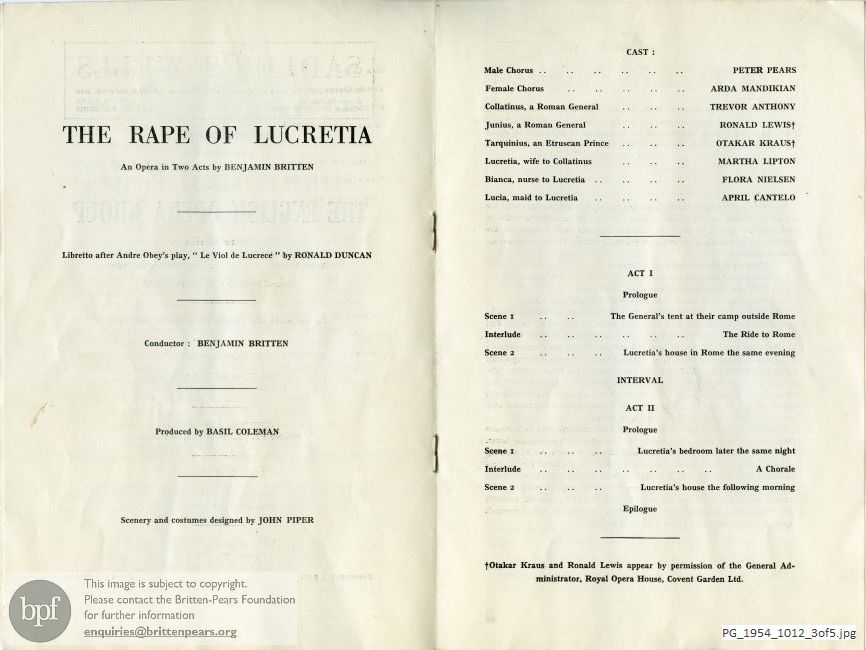 THE RAPE OF LUCRETIA
An Opera in Two Acts by BENJAMIN BRITTEN
Libretto after Andre Obey's play, " Le Viol de Lucrece " by RONALD DUNCAN
Conductor : BENJAMIN BRITTEN
Produced by BASIL COLEMAN
Scenery and costumes designed by JOHN PIPER
bpf
This image is subject to copyright.
Please contact the Britten-Pears Foundation
for further information
enquiries@brittenpears.org
CAST :
Male Chorus .. .. .. .. .. .. PETER PEARS
Female Chorus .. .. .. .. .. ARDA MANDIKIAN
Collatinus, a Roman General .. .. .. TREVOR ANTHONY
Junius, a Roman General .. .. .. RONALD LEWIS†
Tarquinius, an Etruscan Prince .. .. .. OTAKAR KRAUS†
Lucretia, wife to Collatinus .. .. .. MARTHA LIPTON
Bianca, nurse to Lucretia .. .. .. .. FLORA NIELSEN
Lucia, maid to Lucretia .. .. .. .. APRIL CANTELO
ACT I
Prologue
Scene 1 .. .. The General's tent at their camp outside Rome
Interlude .. .. .. .. .. .. The Ride to Rome
Scene 2 .. .. .. Lucretia's house in Rome the same evening
INTERVAL
ACT II
Prologue
Scene 1 .. .. .. Lucretia's bedroom later the same night
Interlude .. .. .. .. .. .. .. A Chorale
Scene 2 .. .. .. Lucretia's house the following morning
Epilogue
†Otakar Kraus and Ronald Lewis appear by permission of the General Ad-
ministrator, Royal Opera House, Covent Garden Ltd.
PG_1954_1012_3of5.jpg